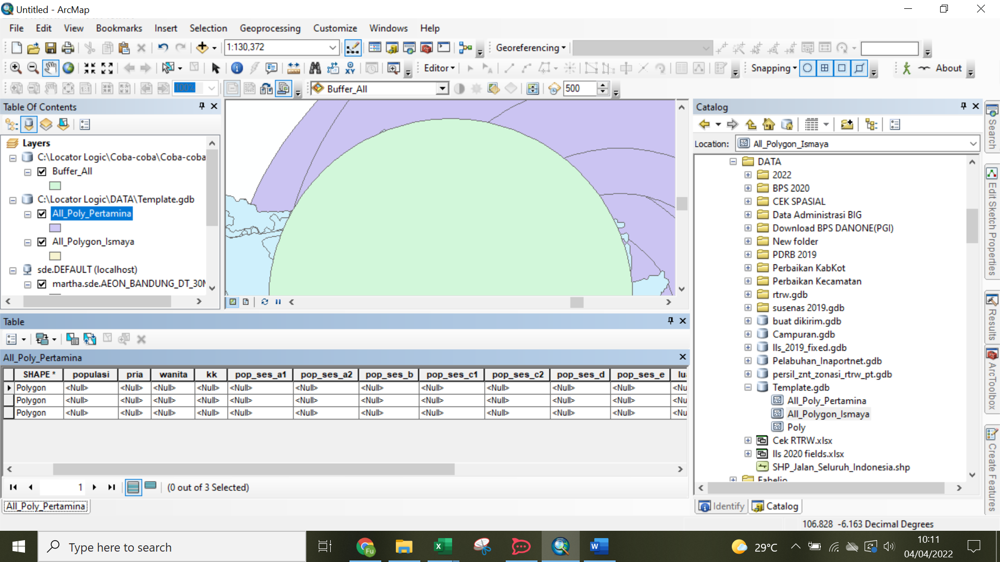 Untitled - ArcMap
File Edit View Bookmarks Insert Selection Geoprocessing Customize Windows Help
1:130,372 Georeferencing
Editor Snapping About
100% Buffer_All 500
Table Of Contents
Layers
C:\Locator Logic\Coba-coba\Coba-coba
Buffer_All
C:\Locator Logic\DATA\Template.gdb
All_Poly_Pertamina
All_Polygon_Ismaya
sde.DEFAULT (localhost)
martha.sde.AEON_BANDUNG_DT_30M
Catalog
Location: All_Polygon_Ismaya
DATA
2022
BPS 2020
CEK SPASIAL
Data Administrasi BIG
Download BPS DANONE(PGI)
New folder
PDRB 2019
Perbaikan KabKot
Perbaikan Kecamatan
rtrw.gdb
susenas 2019.gdb
buat dikirim.gdb
Campuran.gdb
lls_2019_fixed.gdb
Pelabuhan_Inaportnet.gdb
persil_znt_zonasi_rtrw_pt.gdb
Template.gdb
All_Poly_Pertamina
All_Polygon_Ismaya
Poly
Cek RTRW.xlsx
lls 2020 fields.xlsx
SHP_Jalan_Seluruh_Indonesia.shp
Fabelio
Identify Catalog
Search
Edit Sketch Properties
Results
ArcToolbox
Create Features
Table
All_Poly_Pertamina
SHAPE * populasi pria wanita kk pop_ses_a1 pop_ses_a2 pop_ses_b pop_ses_c1 pop_ses_c2 pop_ses_d pop_ses_e lu
Polygon <Null> <Null> <Null> <Null> <Null> <Null> <Null> <Null> <Null> <Null> <Null> <Nu
Polygon <Null> <Null> <Null> <Null> <Null> <Null> <Null> <Null> <Null> <Null> <Null> <Nu
Polygon <Null> <Null> <Null> <Null> <Null> <Null> <Null> <Null> <Null> <Null> <Null> <Nu
1 (0 out of 3 Selected)
All_Poly_Pertamina
106.828 -6.163 Decimal Degrees
Type here to search
Fu
29°C
10:11
04/04/2022